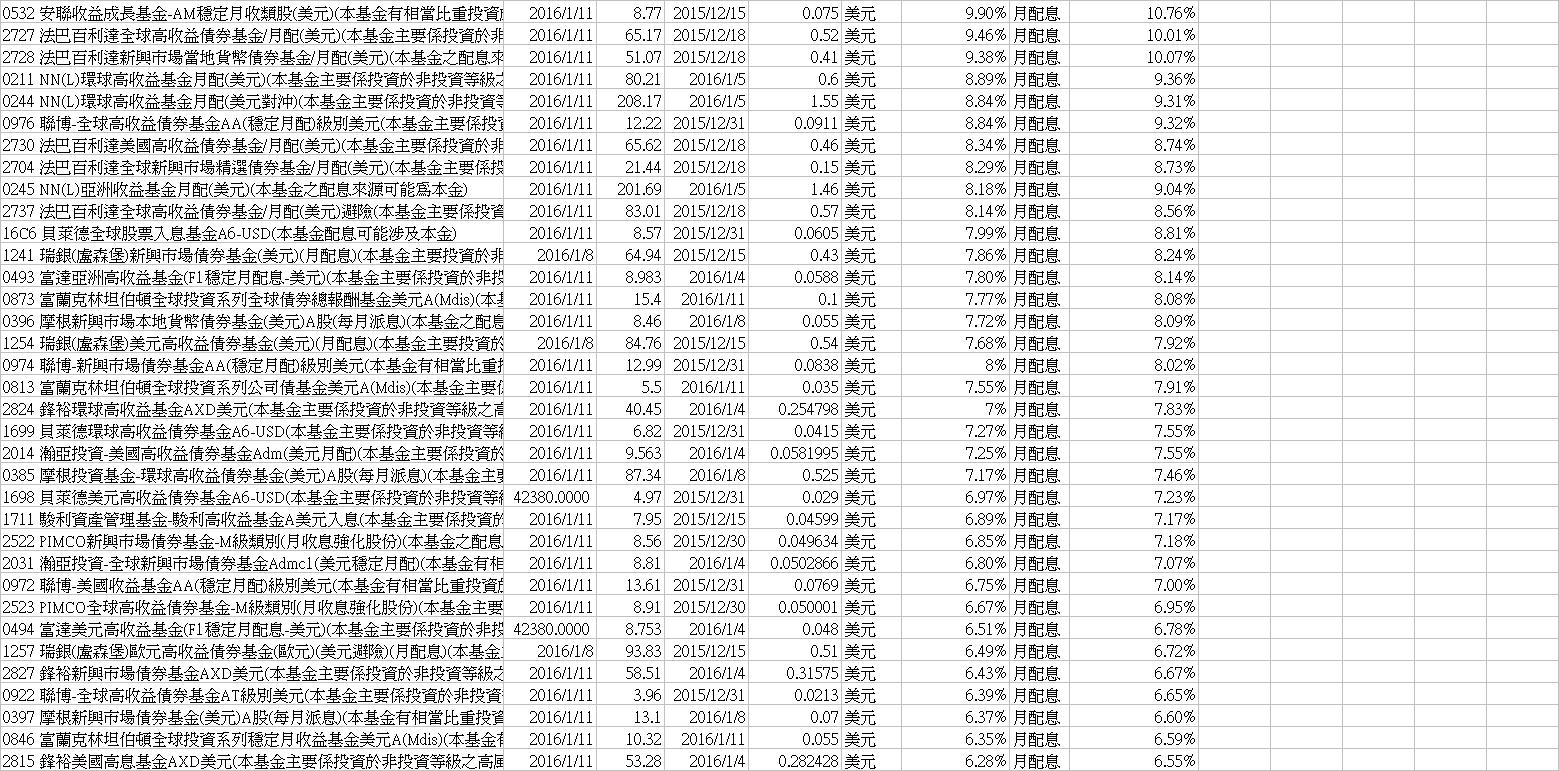 0532 安聯收益成長基金-AM穩定月收類股(美元)(本基金有相當比重投資 2016/1/11 8.77 2015/12/15 0.075 美元 9.90% 月配息 10.76%
2727 法巴百利達全球高收益債券基金/月配(美元)(本基金主要係投資於非 2016/1/11 65.17 2015/12/18 0.52 美元 9.46% 月配息 10.01%
2728 法巴百利達新興市場當地貨幣債券基金/月配(美元)(本基金之配息來 2016/1/11 51.07 2015/12/18 0.41 美元 9.38% 月配息 10.07%
0211 NN(L)環球高收益基金月配(美元)(本基金主要係投資於非投資等級之 2016/1/11 80.21 2016/1/5 0.6 美元 8.89% 月配息 9.36%
0244 NN(L)環球高收益基金月配(美元對沖)(本基金主要係投資於非投資等 2016/1/11 208.17 2016/1/5 1.55 美元 8.84% 月配息 9.31%
0976 聯博-全球高收益債券基金AA(穩定月配)級別美元(本基金主要係投資 2016/1/11 12.22 2015/12/31 0.0911 美元 8.84% 月配息 9.32%
2730 法巴百利達美國高收益債券基金/月配(美元)(本基金主要係投資於非 2016/1/11 65.62 2015/12/18 0.46 美元 8.34% 月配息 8.74%
2704 法巴百利達全球新興市場精選債券基金/月配(美元)(本基金主要係投 2016/1/11 21.44 2015/12/18 0.15 美元 8.29% 月配息 8.73%
0245 NN(L)亞洲收益基金月配(美元)(本基金之配息來源可能爲本金) 2016/1/11 201.69 2016/1/5 1.46 美元 8.18% 月配息 9.04%
2737 法巴百利達全球高收益債券基金/月配(美元)避險(本基金主要係投資 2016/1/11 83.01 2015/12/18 0.57 美元 8.14% 月配息 8.56%
16C6 貝萊德全球股票入息基金A6-USD(本基金配息可能涉及本金) 2016/1/11 8.57 2015/12/31 0.0605 美元 7.99% 月配息 8.81%
1241 瑞銀(盧森堡)新興市場債券基金(美元)(月配息)(本基金主要投資於非 2016/1/8 64.94 2015/12/15 0.43 美元 7.86% 月配息 8.24%
0493 富達亞洲高收益基金(F1穩定月配息-美元)(本基金主要係投資於非投 2016/1/11 8.983 2016/1/4 0.0588 美元 7.80% 月配息 8.14%
0873 富蘭克林坦伯頓全球投資系列全球債券總報酬基金美元A(Mdis)(本基 2016/1/11 15.4 2016/1/11 0.1 美元 7.77% 月配息 8.08%
0396 摩根新興市場本地貨幣債券基金(美元)A股(每月派息)(本基金之配息 2016/1/11 8.46 2016/1/8 0.055 美元 7.72% 月配息 8.09%
1254 瑞銀(盧森堡)美元高收益債券基金(美元)(月配息)(本基金主要投資於 2016/1/8 84.76 2015/12/15 0.54 美元 7.68% 月配息 7.92%
0974 聯博-新興市場債券基金AA(穩定月配)級別美元(本基金有相當比重投 2016/1/11 12.99 2015/12/31 0.0838 美元 8% 月配息 8.02%
0813 富蘭克林坦伯頓全球投資系列公司債基金美元A(Mdis)(本基金主要係 2016/1/11 5.5 2016/1/11 0.035 美元 7.55% 月配息 7.91%
2824 鋒裕環球高收益基金AXD美元(本基金主要係投資於非投資等級之高 2016/1/11 40.45 2016/1/4 0.254798 美元 7% 月配息 7.83%
1699 貝萊德環球高收益債券基金A6-USD(本基金主要係投資於非投資等級 2016/1/11 6.82 2015/12/31 0.0415 美元 7.27% 月配息 7.55%
2014 瀚亞投資-美國高收益債券基金Adm(美元月配)(本基金主要係投資於 2016/1/11 9.563 2016/1/4 0.0581995 美元 7.25% 月配息 7.55%
0385 摩根投資基金-環球高收益債券基金(美元)A股(每月派息)(本基金主要 2016/1/11 87.34 2016/1/8 0.525 美元 7.17% 月配息 7.46%
1698 貝萊德美元高收益債券基金A6-USD(本基金主要係投資於非投資等級 42380.0000 4.97 2015/12/31 0.029 美元 6.97% 月配息 7.23%
1711 駿利資產管理基金-駿利高收益基金A美元入息(本基金主要係投資於 2016/1/11 7.95 2015/12/15 0.04599 美元 6.89% 月配息 7.17%
2522 PIMCO新興市場債券基金-M級類別(月收息強化股份)(本基金之配息 2016/1/11 8.56 2015/12/30 0.049634 美元 6.85% 月配息 7.18%
2031 瀚亞投資-全球新興市場債券基金Admc1(美元穩定月配)(本基金有相 2016/1/11 8.81 2016/1/4 0.0502866 美元 6.80% 月配息 7.07%
0972 聯博-美國收益基金AA(穩定月配)級別美元(本基金有相當比重投資於 2016/1/11 13.61 2015/12/31 0.0769 美元 6.75% 月配息 7.00%
2523 PIMCO全球高收益債券基金-M級類別(月收息強化股份)(本基金主要 2016/1/11 8.91 2015/12/30 0.050001 美元 6.67% 月配息 6.95%
0494 富達美元高收益基金(F1穩定月配息-美元)(本基金主要係投資於非投 42380.0000 8.753 2016/1/4 0.048 美元 6.51% 月配息 6.78%
1257 瑞銀(盧森堡)歐元高收益債券基金(歐元)(美元避險)(月配息)(本基金 2016/1/8 93.83 2015/12/15 0.51 美元 6.49% 月配息 6.72%
2827 鋒裕新興市場債券基金AXD美元(本基金主要係投資於非投資等級之 2016/1/11 58.51 2016/1/4 0.31575 美元 6.43% 月配息 6.67%
0922 聯博-全球高收益債券基金AT級別美元(本基金主要係投資於非投資等 2016/1/11 3.96 2015/12/31 0.0213 美元 6.39% 月配息 6.65%
0397 摩根新興市場債券基金(美元)A股(每月派息)(本基金有相當比重投資 2016/1/11 13.1 2016/1/8 0.07 美元 6.37% 月配息 6.60%
0846 富蘭克林坦伯頓全球投資系列穩定月收益基金美元A(Mdis)(本基金有 2016/1/11 10.32 2016/1/11 0.055 美元 6.35% 月配息 6.59%
2815 鋒裕美國高息基金AXD美元(本基金主要係投資於非投資等級之高風 2016/1/11 53.28 2016/1/4 0.282428 美元 6.28% 月配息 6.55%